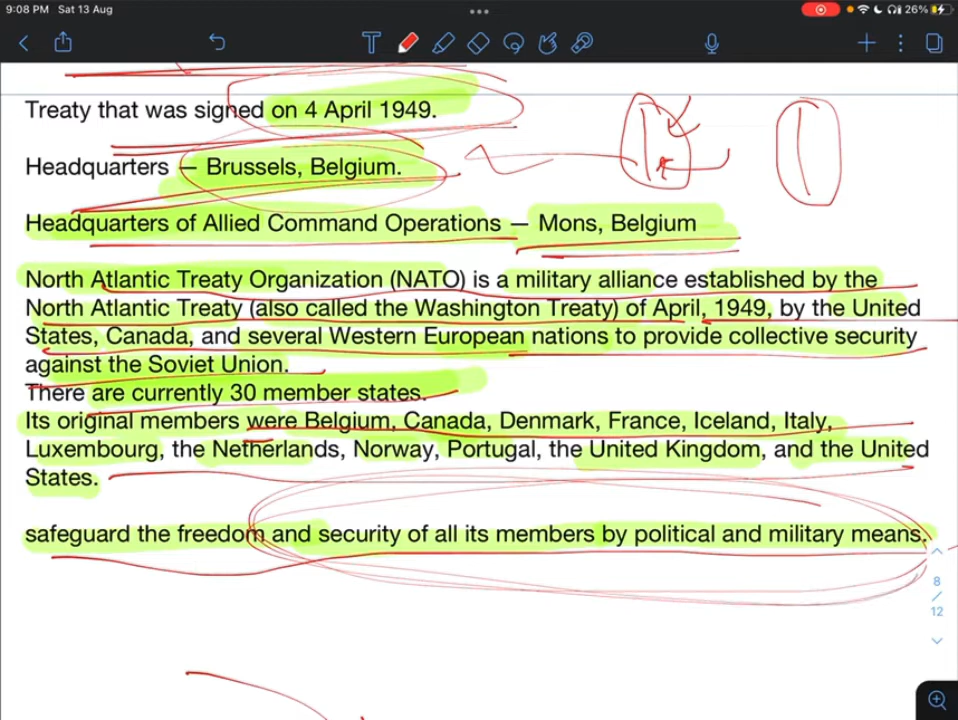 9:08 PM Sat 13 Aug
26%
T
Treaty that was signed on 4 April 1949.
Headquarters — Brussels, Belgium.
Headquarters of Allied Command Operations — Mons, Belgium
North Atlantic Treaty Organization (NATO) is a military alliance established by the
North Atlantic Treaty (also called the Washington Treaty) of April, 1949, by the United
States, Canada, and several Western European nations to provide collective security
against the Soviet Union.
There are currently 30 member states.
Its original members were Belgium, Canada, Denmark, France, Iceland, Italy,
Luxembourg, the Netherlands, Norway, Portugal, the United Kingdom, and the United
States.
safeguard the freedom and security of all its members by political and military means.
8
/
12